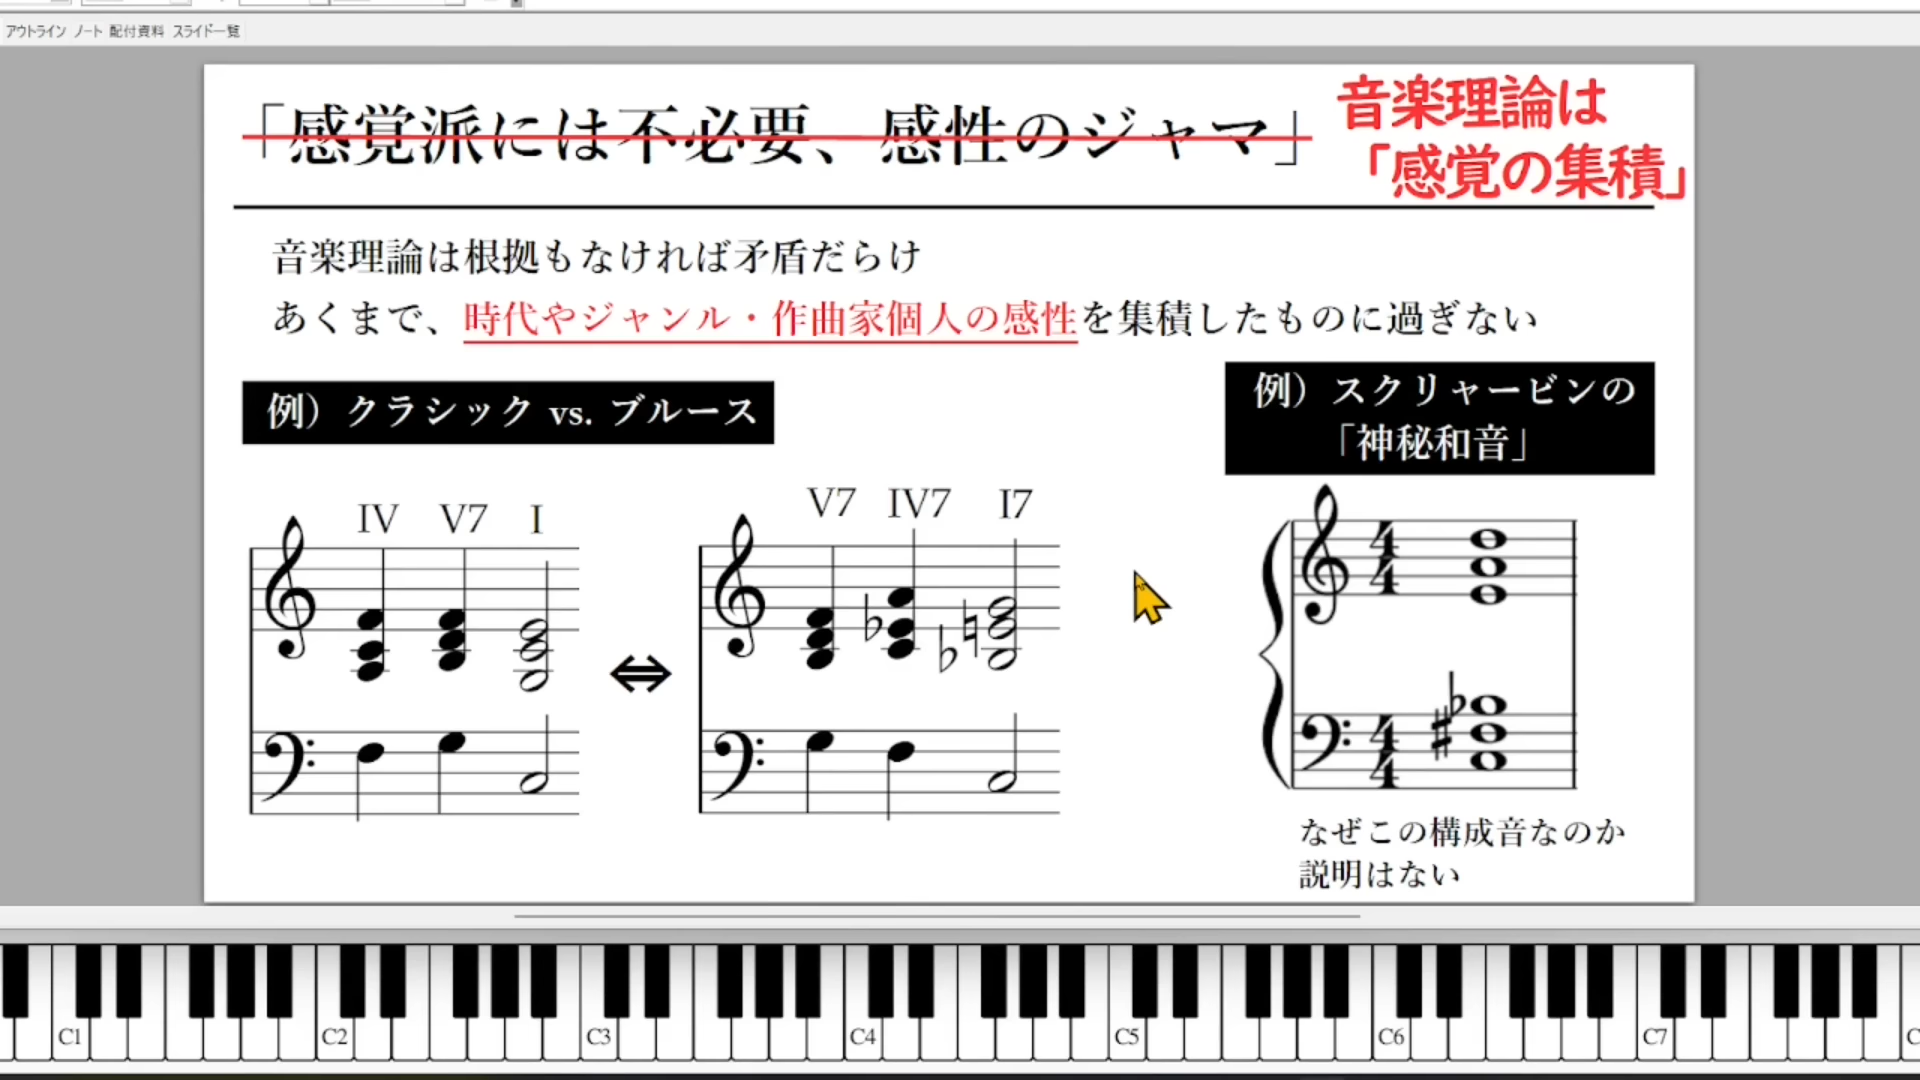 アウトライン ノート 配付資料 スライド一覧
「感覚派には不必要、感性のジャマ」
音楽理論は
「感覚の集積」
音楽理論は根拠もなければ矛盾だらけ
あくまで、時代やジャンル・作曲家個人の感性を集積したものに過ぎない
例）クラシック vs. ブルース
例）スクリャービンの
「神秘和音」
IV V7 I
V7 IV7 I7
4
4
4
4
なぜこの構成音なのか
説明はない
C1 C2 C3 C4 C5 C6 C7 C